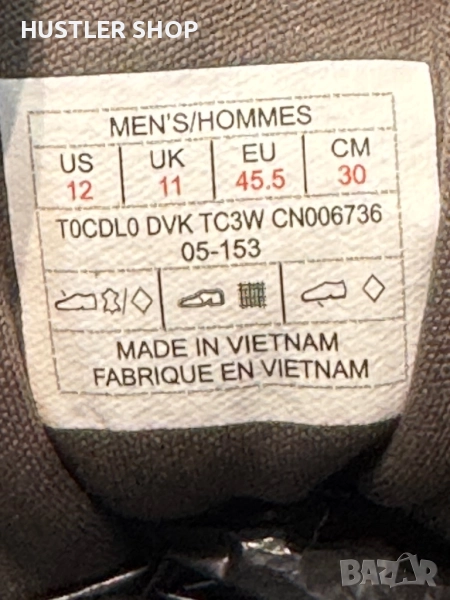 HUSTLER SHOP
MEN'S/HOMMES
US UK EU CM
12 11 45.5 30
T0CDL0 DVK TC3W CN006736
05-153
MADE IN VIETNAM
FABRIQUE EN VIETNAM
BAZAR